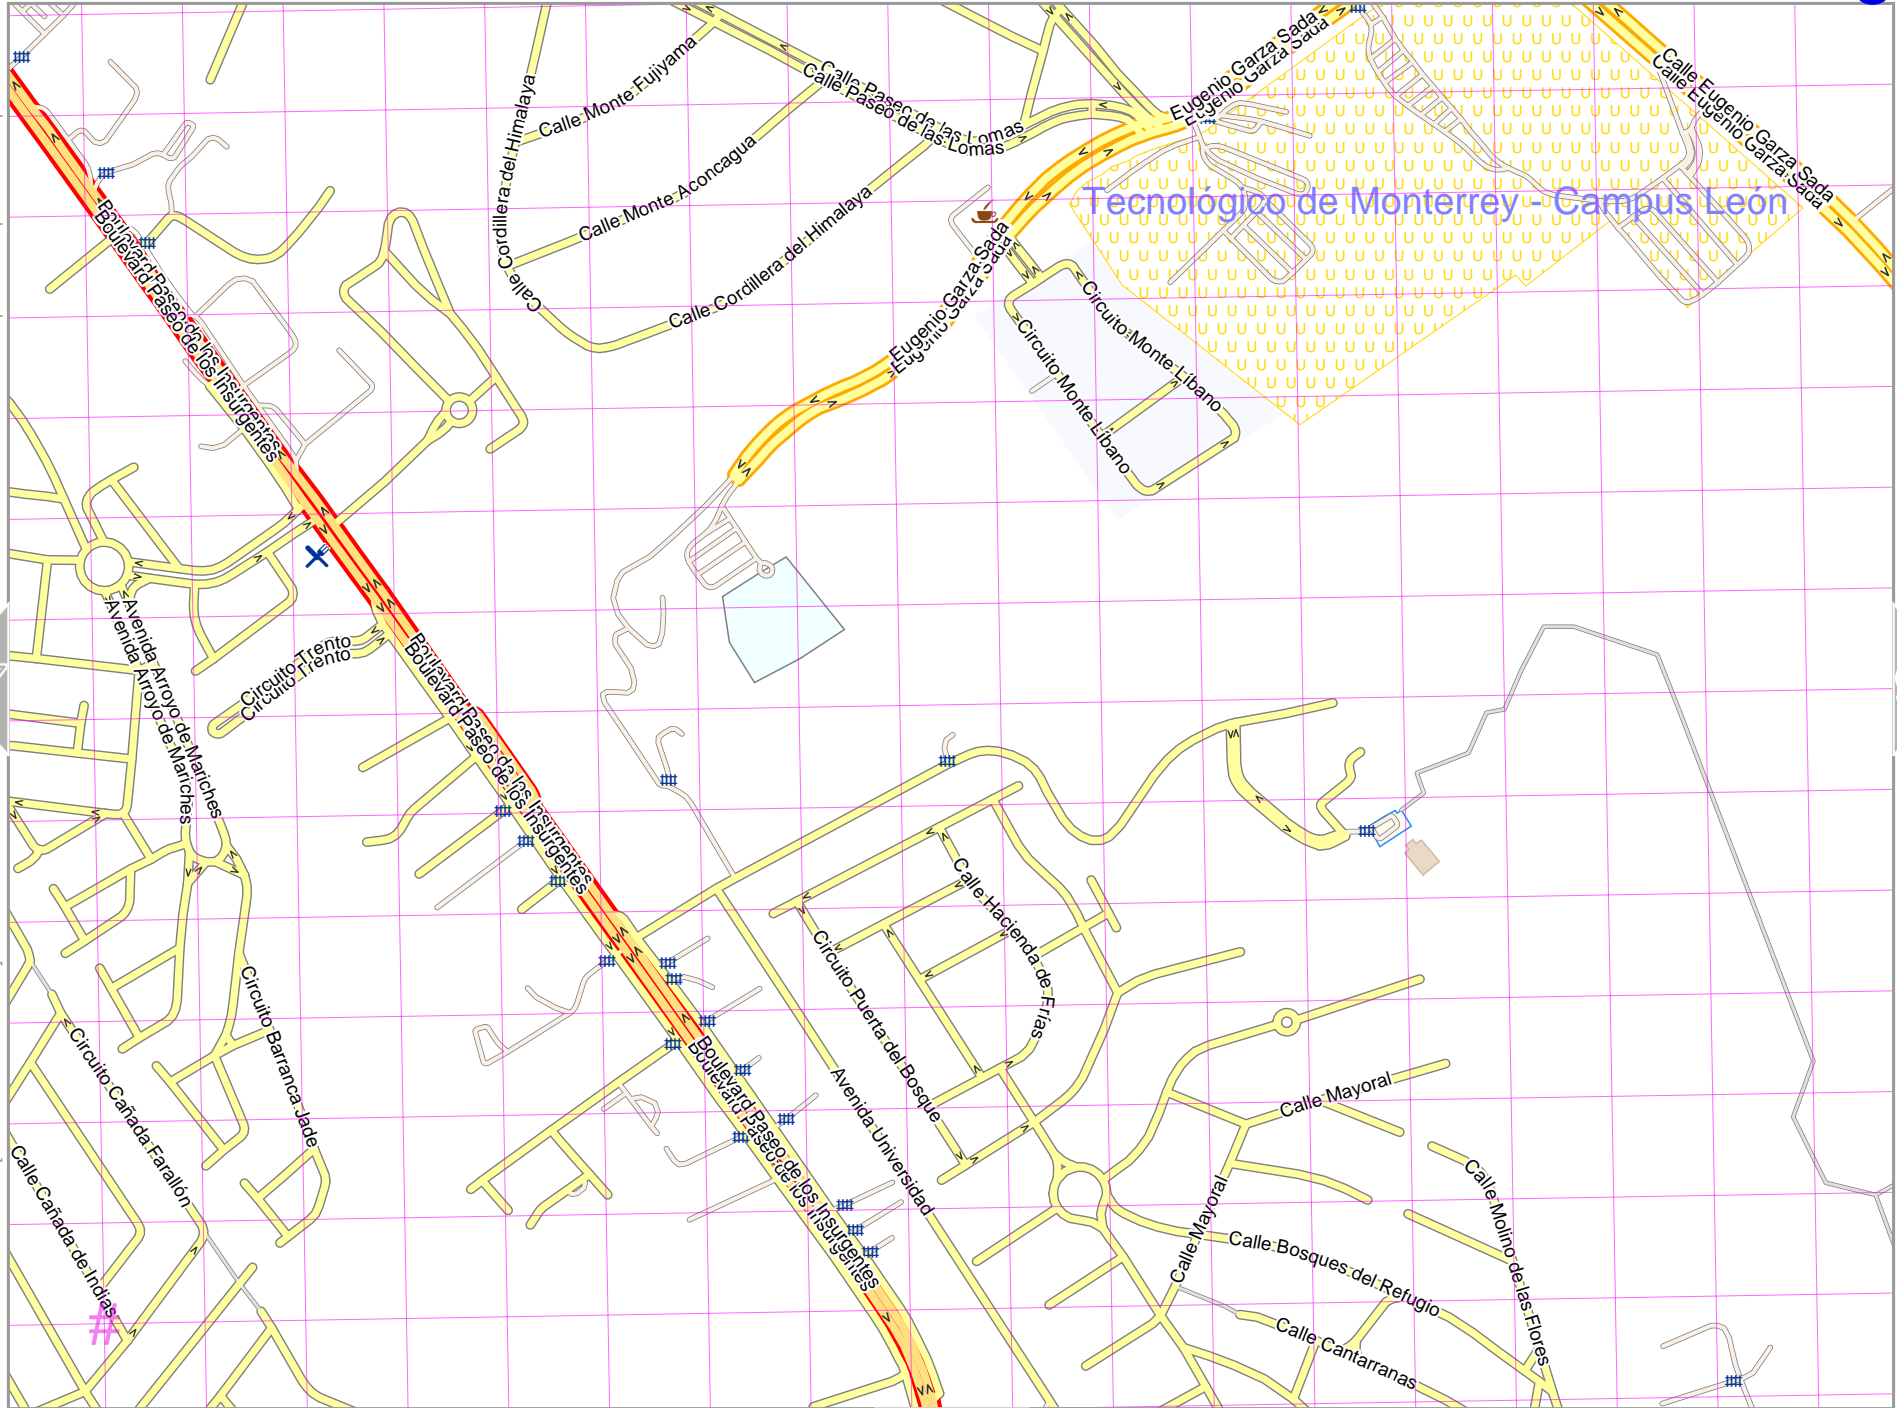 Eugenio Garza Sada
Eugenio Garza Sada
Calle Monte Fujiyama
Calle Paseo de las Lomas
Calle Paseo de las Lomas
Calle Eugenio Garza Sada
Calle Eugenio Garza Sada
Calle Cordillera del Himalaya
Calle Monte Aconcagua
Tecnológico de Monterrey - Campus León
Calle Cordillera del Himalaya
Boulevard Paseo de los Insurgentes
Boulevard Paseo de los Insurgentes
Eugenio Garza Sada
Eugenio Garza Sada
Circuito Monte Líbano
Circuito Monte Líbano
Avenida Arroyo de Mariches
Avenida Arroyo de Mariches
Circuito Trento
Circuito Trento
Boulevard Paseo de los Insurgentes
Boulevard Paseo de los Insurgentes
Calle Hacienda de Frías
Circuito Puerta del Bosque
Circuito Barranca Jade
Circuito Cañada Farallón
Boulevard Paseo de los Insurgentes
Boulevard Paseo de los Insurgentes
Avenida Universidad
Calle Mayoral
Calle Cañada de Indias
Calle Mayoral
Calle Molino de las Flores
Calle Bosques del Refugio
Calle Cantarranas
#